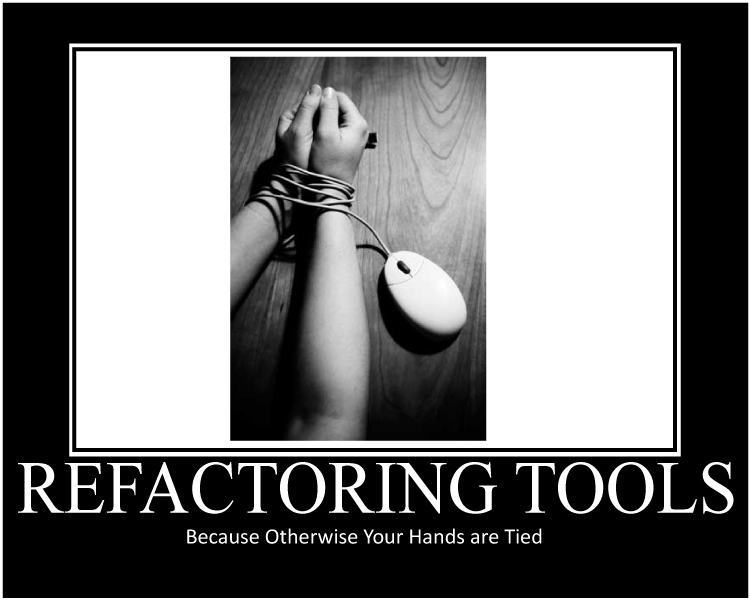 REFACTORING TOOLS
Because Otherwise Your Hands are Tied